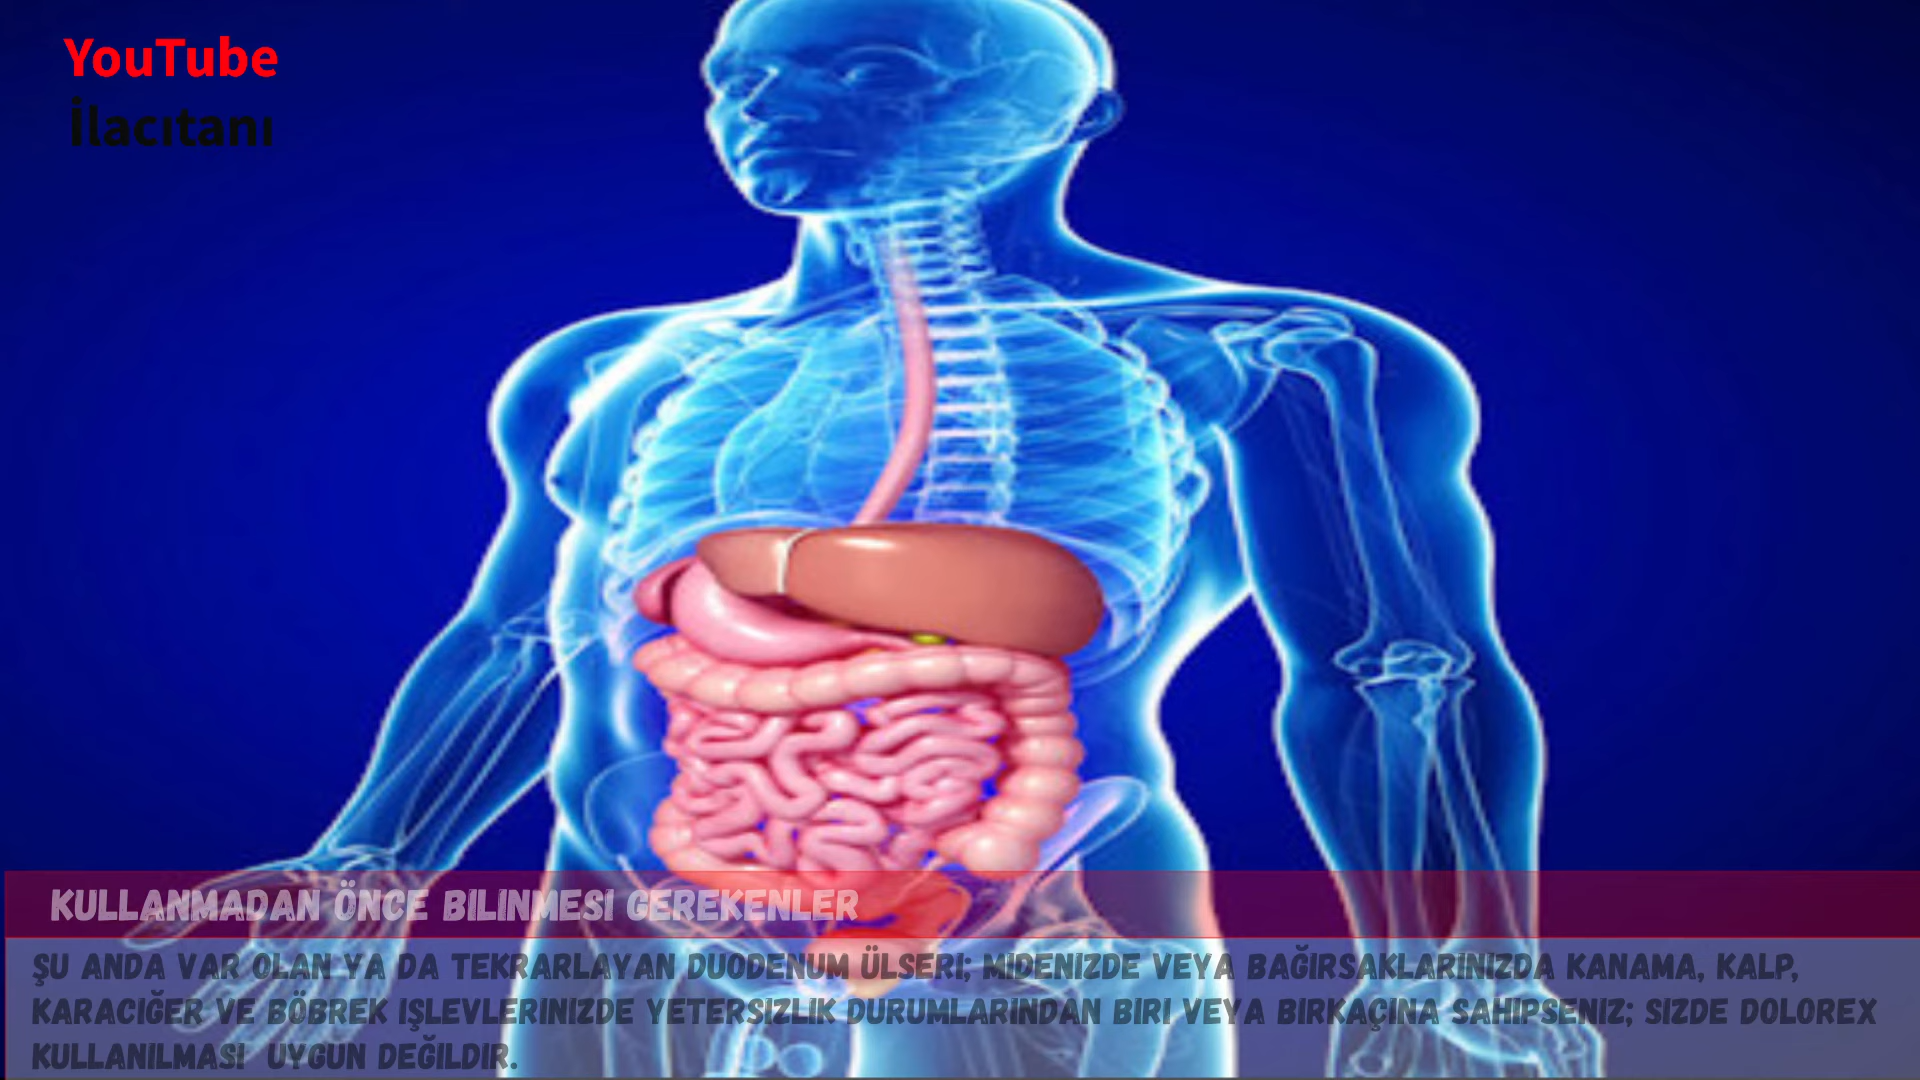 YouTube
İlacıtanı
KULLANMADAN ÖNCE BILINMESI GEREKENLER
ŞU ANDA VAR OLAN YA DA TEKRARLAYAN DUODENUM ÜLSERI; MIDENIZDE VEYA BAĞIRSAKLARINIZDA KANAMA, KALP,
KARACIĞER VE BÖBREK IŞLEVLERINIZDE YETERSIZLIK DURUMLARINDAN BIRI VEYA BIRKAÇINA SAHIPSENIZ; SIZDE DOLOREX
KULLANILMASI UYGUN DEĞILDIR.